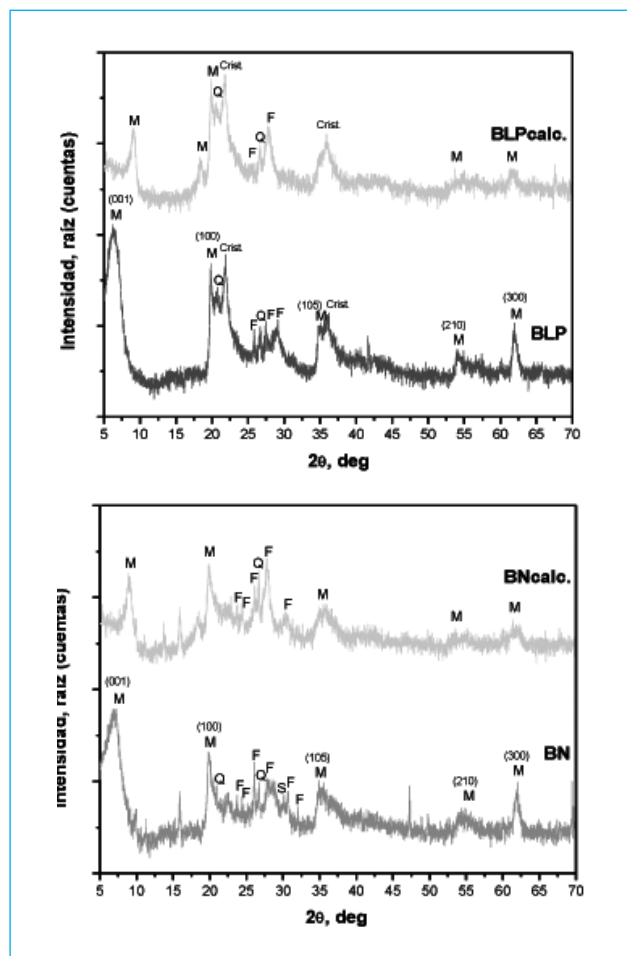 M Crist.
Q
M
M
F
Q
F
Crist.
BLPcalc.
M
M
(001)
M
(100)
M Crist.
Q
F
Q
F F
(105)
M Crist.
(210)
M
(300)
M
BLP
Intensidad, raíz (cuentas)
5 10 15 20 25 30 35 40 45 50 55 60 65 70
2θ, deg
M
M
F
F
F
Q
F
F
M
BNcalc.
M
M
(001)
M
(100)
M
Q
F
F
F
Q
F
S
F
F
(105)
M
(210)
M
(300)
M
BN
Intensidad, raíz (cuentas)
5 10 15 20 25 30 35 40 45 50 55 60 65 70
2θ, deg